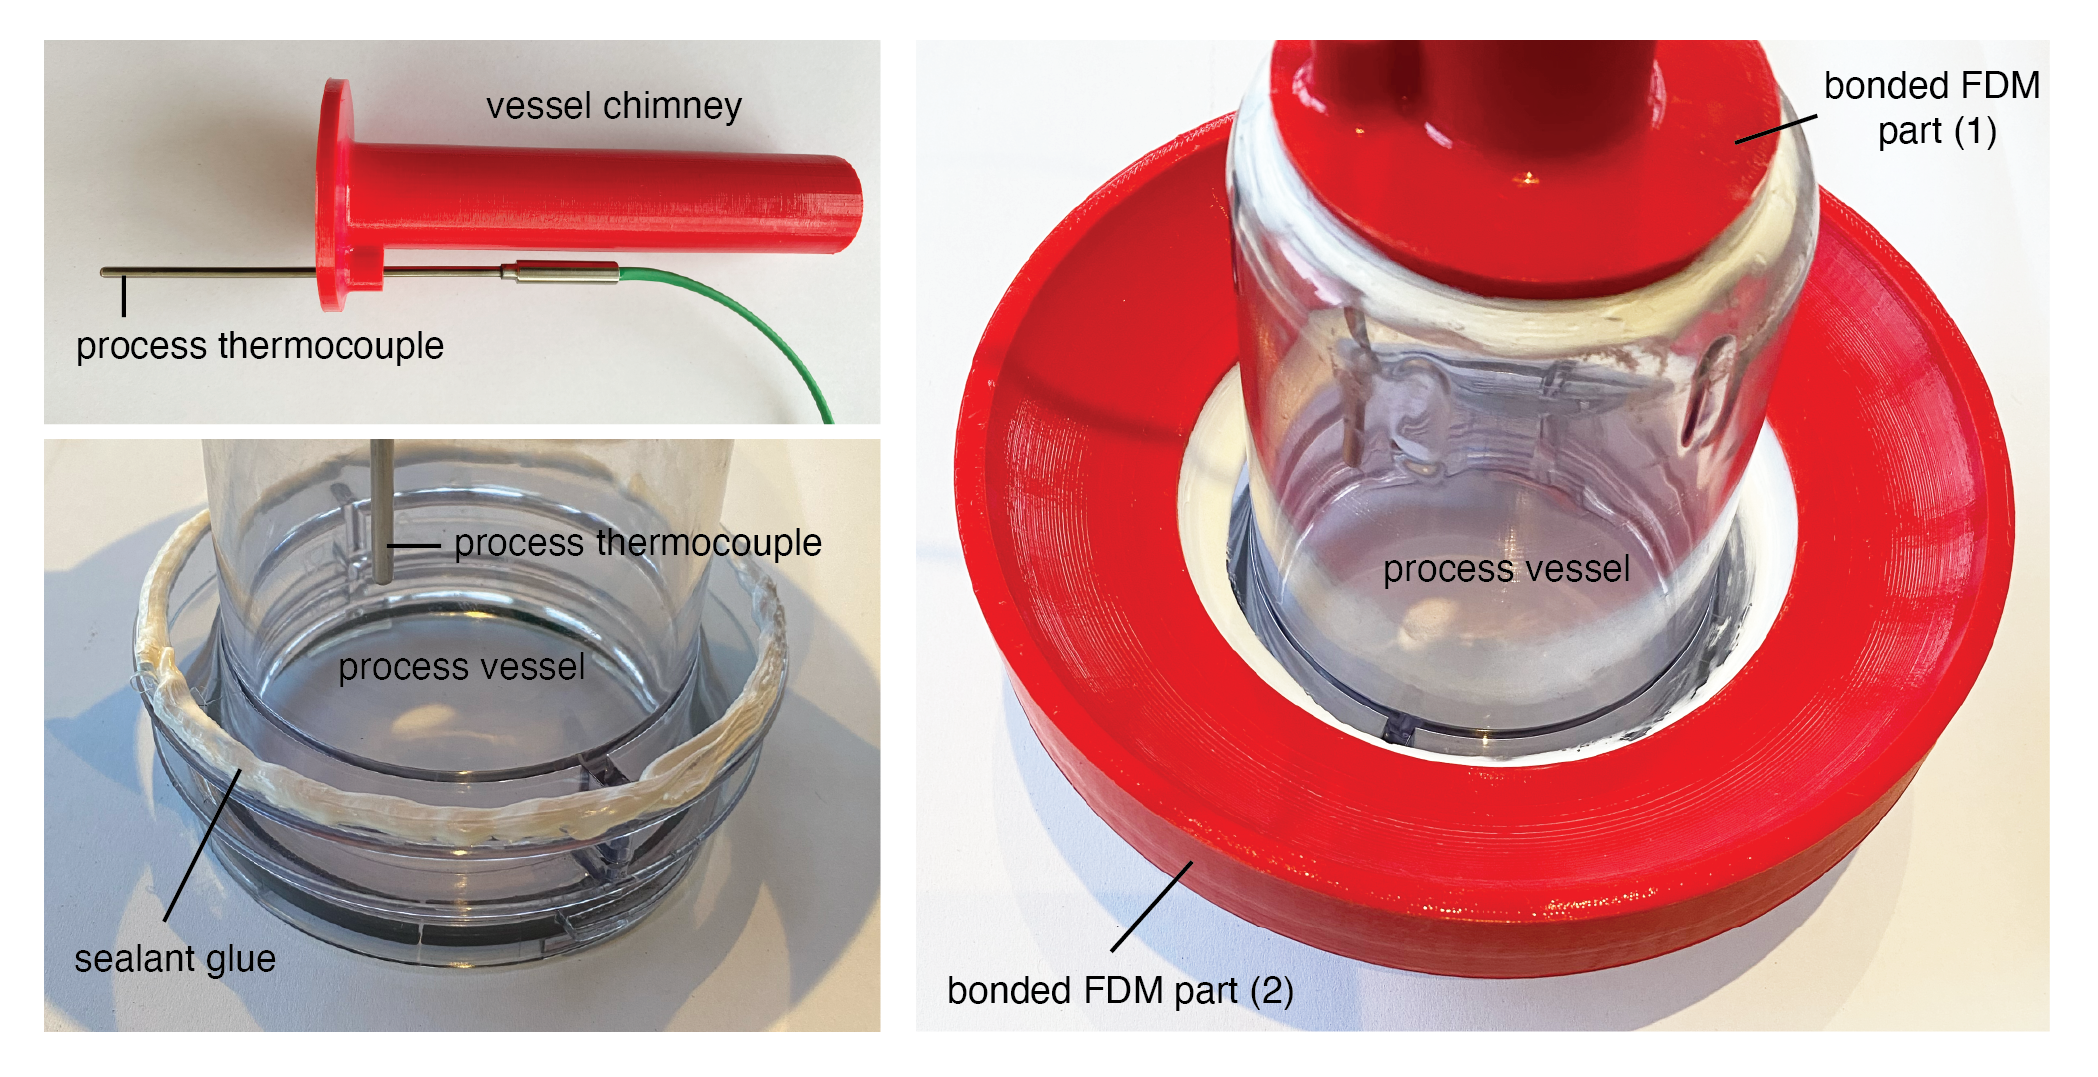 vessel chimney
process thermocouple
process thermocouple
process vessel
sealant glue
bonded FDM
part (1)
process vessel
bonded FDM part (2)